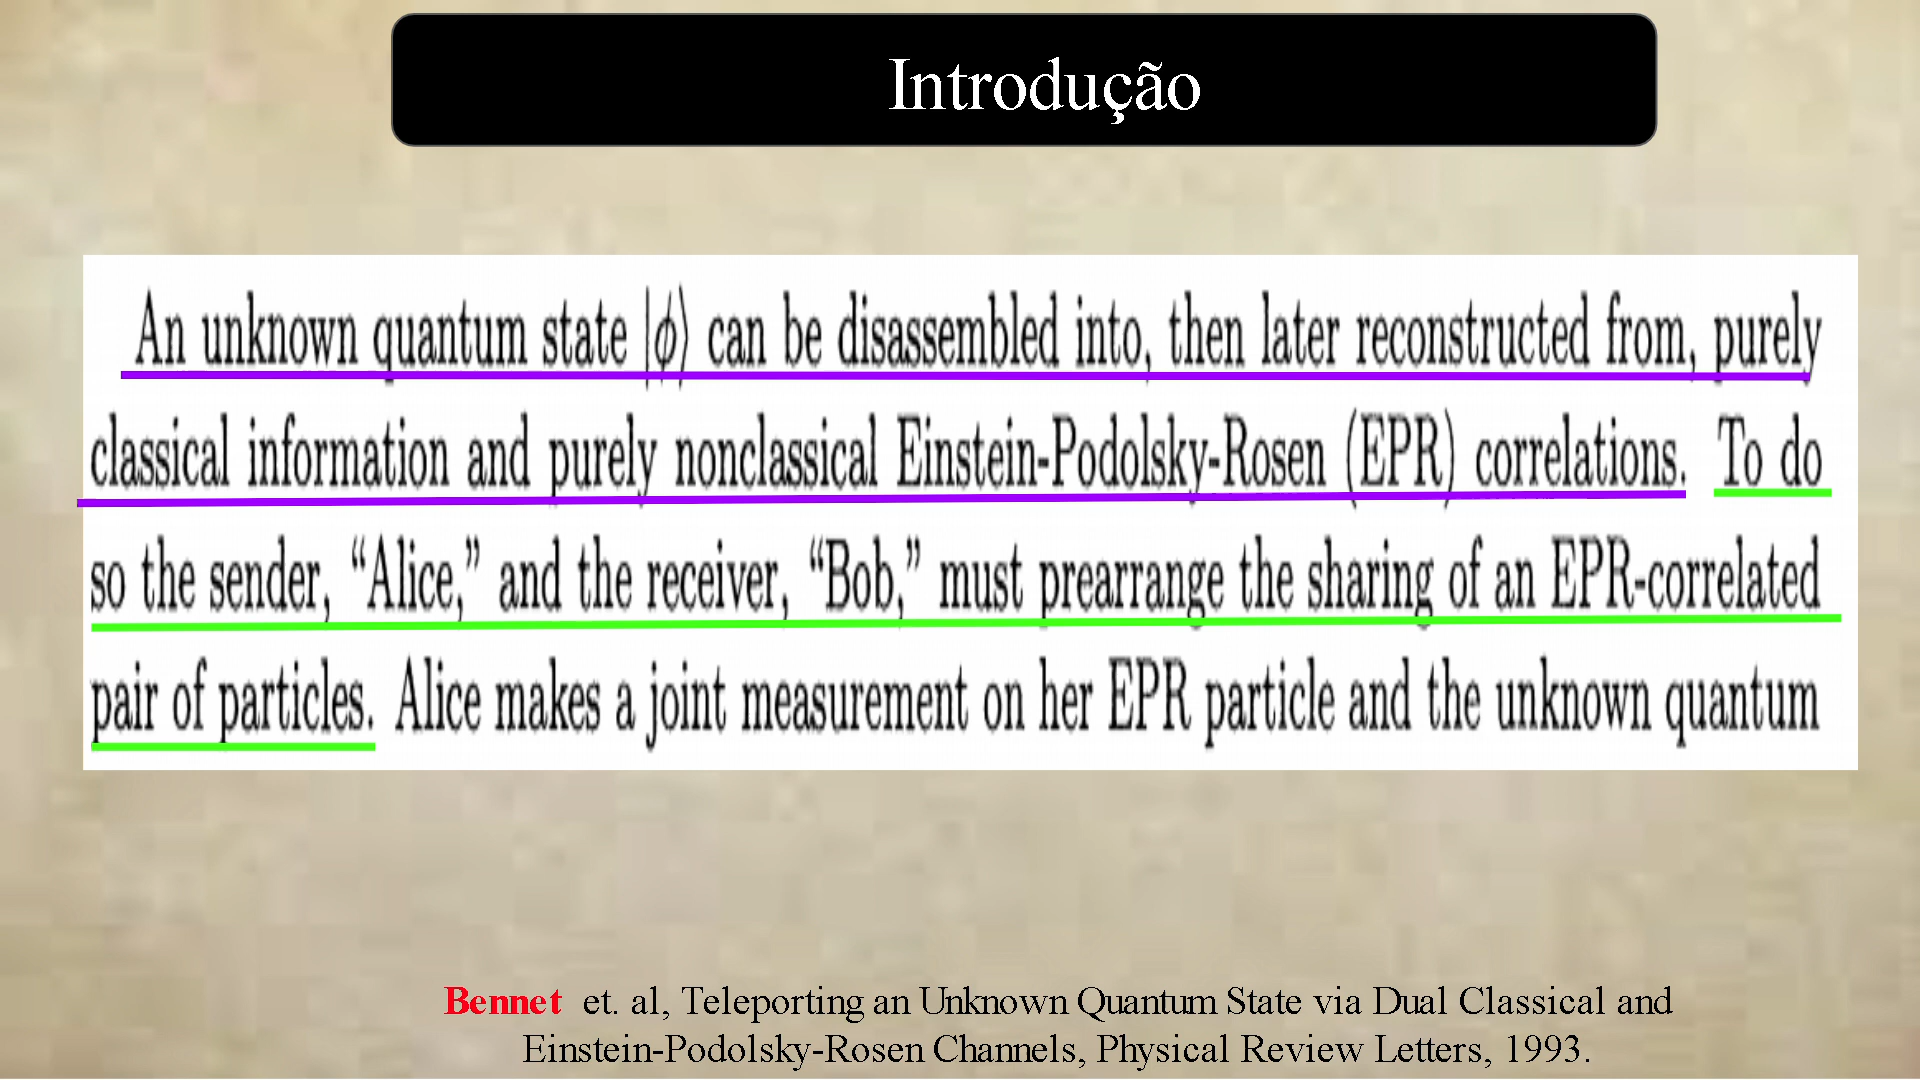 Introdução
An unknown quantum state |ϕ⟩ can be disassembled into, then later reconstructed from, purely
classical information and purely nonclassical Einstein-Podolsky-Rosen (EPR) correlations. To do
so the sender, “Alice,” and the receiver, “Bob,” must prearrange the sharing of an EPR-correlated
pair of particles. Alice makes a joint measurement on her EPR particle and the unknown quantum
Bennet et. al, Teleporting an Unknown Quantum State via Dual Classical and
Einstein-Podolsky-Rosen Channels, Physical Review Letters, 1993.